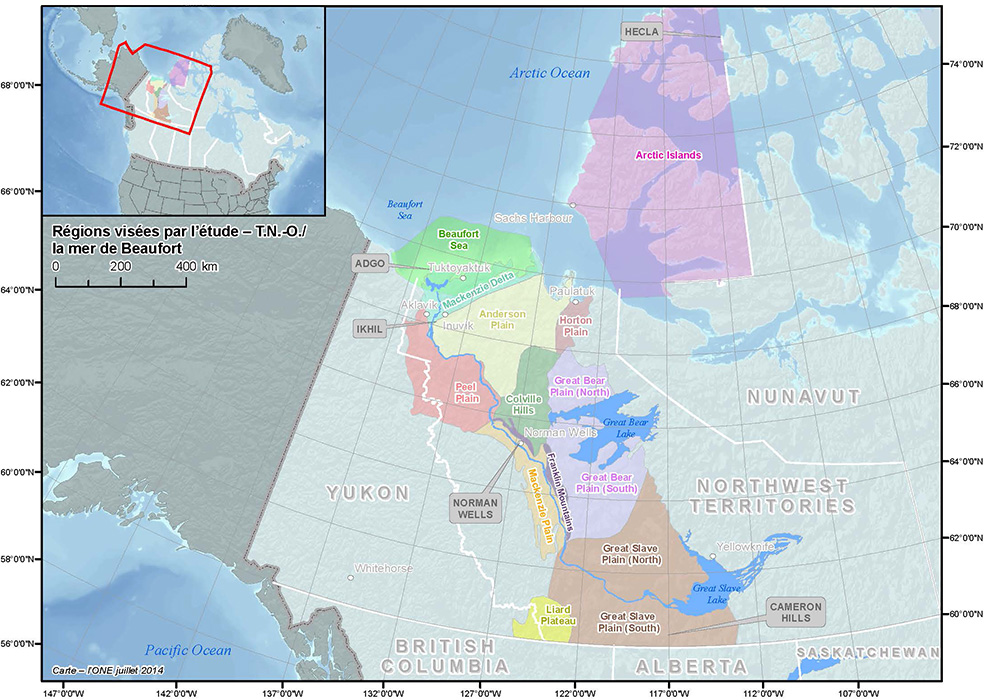 HECLA
Arctic Ocean
Arctic Islands
Régions visées par l'étude – T.N.-O./
la mer de Beaufort
0 200 400 km
Beaufort
Sea
Sachs Harbour
Beaufort
Sea
ADGO
Tuktoyaktuk
Mackenzie Delta
Paulatuk
Aklavik
Inuvik
IKHIL
Anderson
Plain
Horton
Plain
Peel
Plain
Colville
Hills
Great Bear
Plain (North)
NUNAVUT
Great Bear
Lake
Norman Wells
YUKON
NORMAN
WELLS
Mackenzie Plain
Franklin Mountains
Great Bear
Plain (South)
NORTHWEST
TERRITORIES
Whitehorse
Great Slave
Plain (North)
Yellowknife
Great Slave
Lake
Liard
Plateau
Great Slave
Plain (South)
CAMERON
HILLS
Pacific Ocean
BRITISH
COLUMBIA
ALBERTA
SASKATCHEWAN
Carte – l'ONÉ juillet 2014
68°0'0"N
66°0'0"N
64°0'0"N
62°0'0"N
60°0'0"N
58°0'0"N
56°0'0"N
74°0'0"N
72°0'0"N
70°0'0"N
68°0'0"N
66°0'0"N
64°0'0"N
62°0'0"N
60°0'0"N
147°0'0"W 142°0'0"W 137°0'0"W 132°0'0"W 127°0'0"W 122°0'0"W 117°0'0"W 112°0'0"W 107°0'0"W